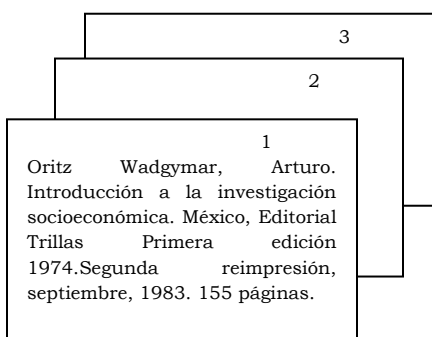 3
2
1
Oritz Wadgymar, Arturo.
Introducción a la investigación
socioeconómica. México, Editorial
Trillas Primera edición
1974.Segunda reimpresión,
septiembre, 1983. 155 páginas.